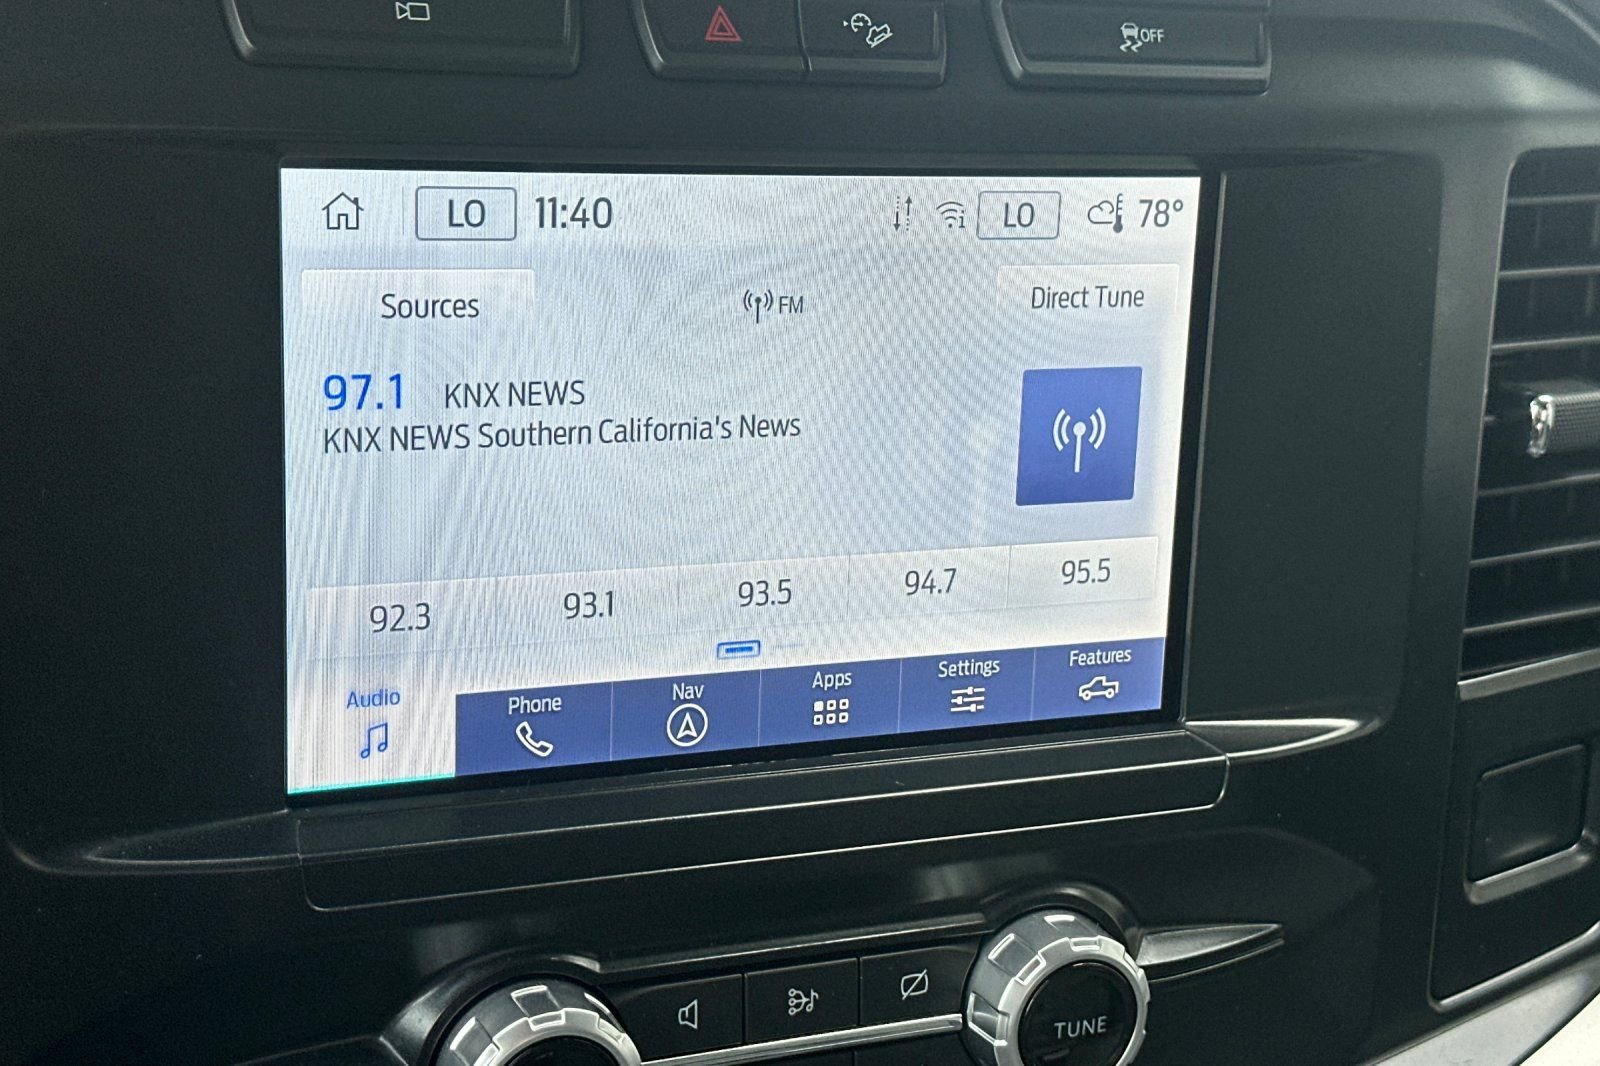 OFF
LO 11:40 LO 78°
Sources FM Direct Tune
97.1 KNX NEWS
KNX NEWS Southern California's News
92.3 93.1 93.5 94.7 95.5
Audio Phone Nav Apps Settings Features
TUNE